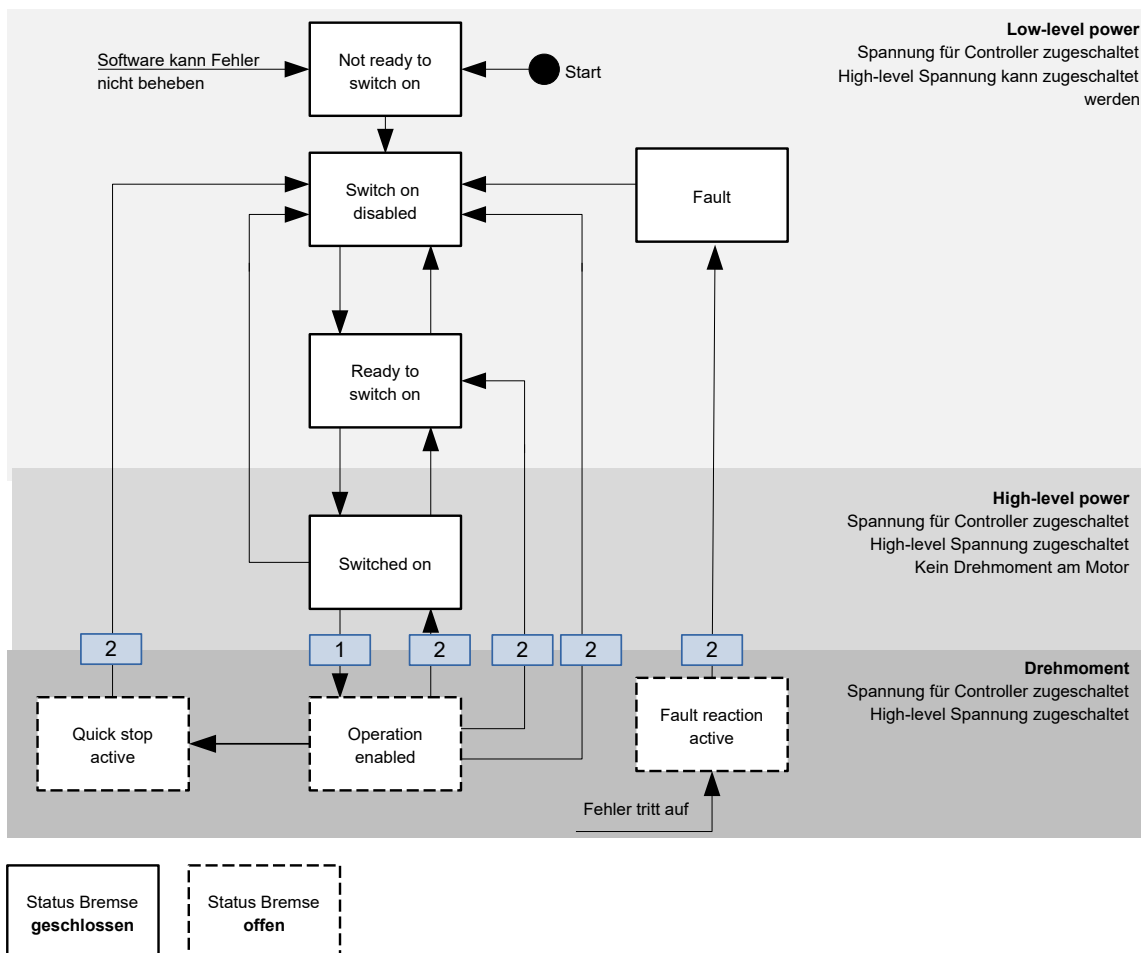 Low-level power
Spannung für Controller zugeschaltet
High-level Spannung kann zugeschaltet
werden
Software kann Fehler
nicht beheben
Not ready to
switch on
Start
Switch on
disabled
Fault
Ready to
switch on
High-level power
Spannung für Controller zugeschaltet
High-level Spannung zugeschaltet
Kein Drehmoment am Motor
Switched on
2
1
2
2
2
2
Drehmoment
Spannung für Controller zugeschaltet
High-level Spannung zugeschaltet
Quick stop
active
Operation
enabled
Fault reaction
active
Fehler tritt auf
Status Bremse
geschlossen
Status Bremse
offen